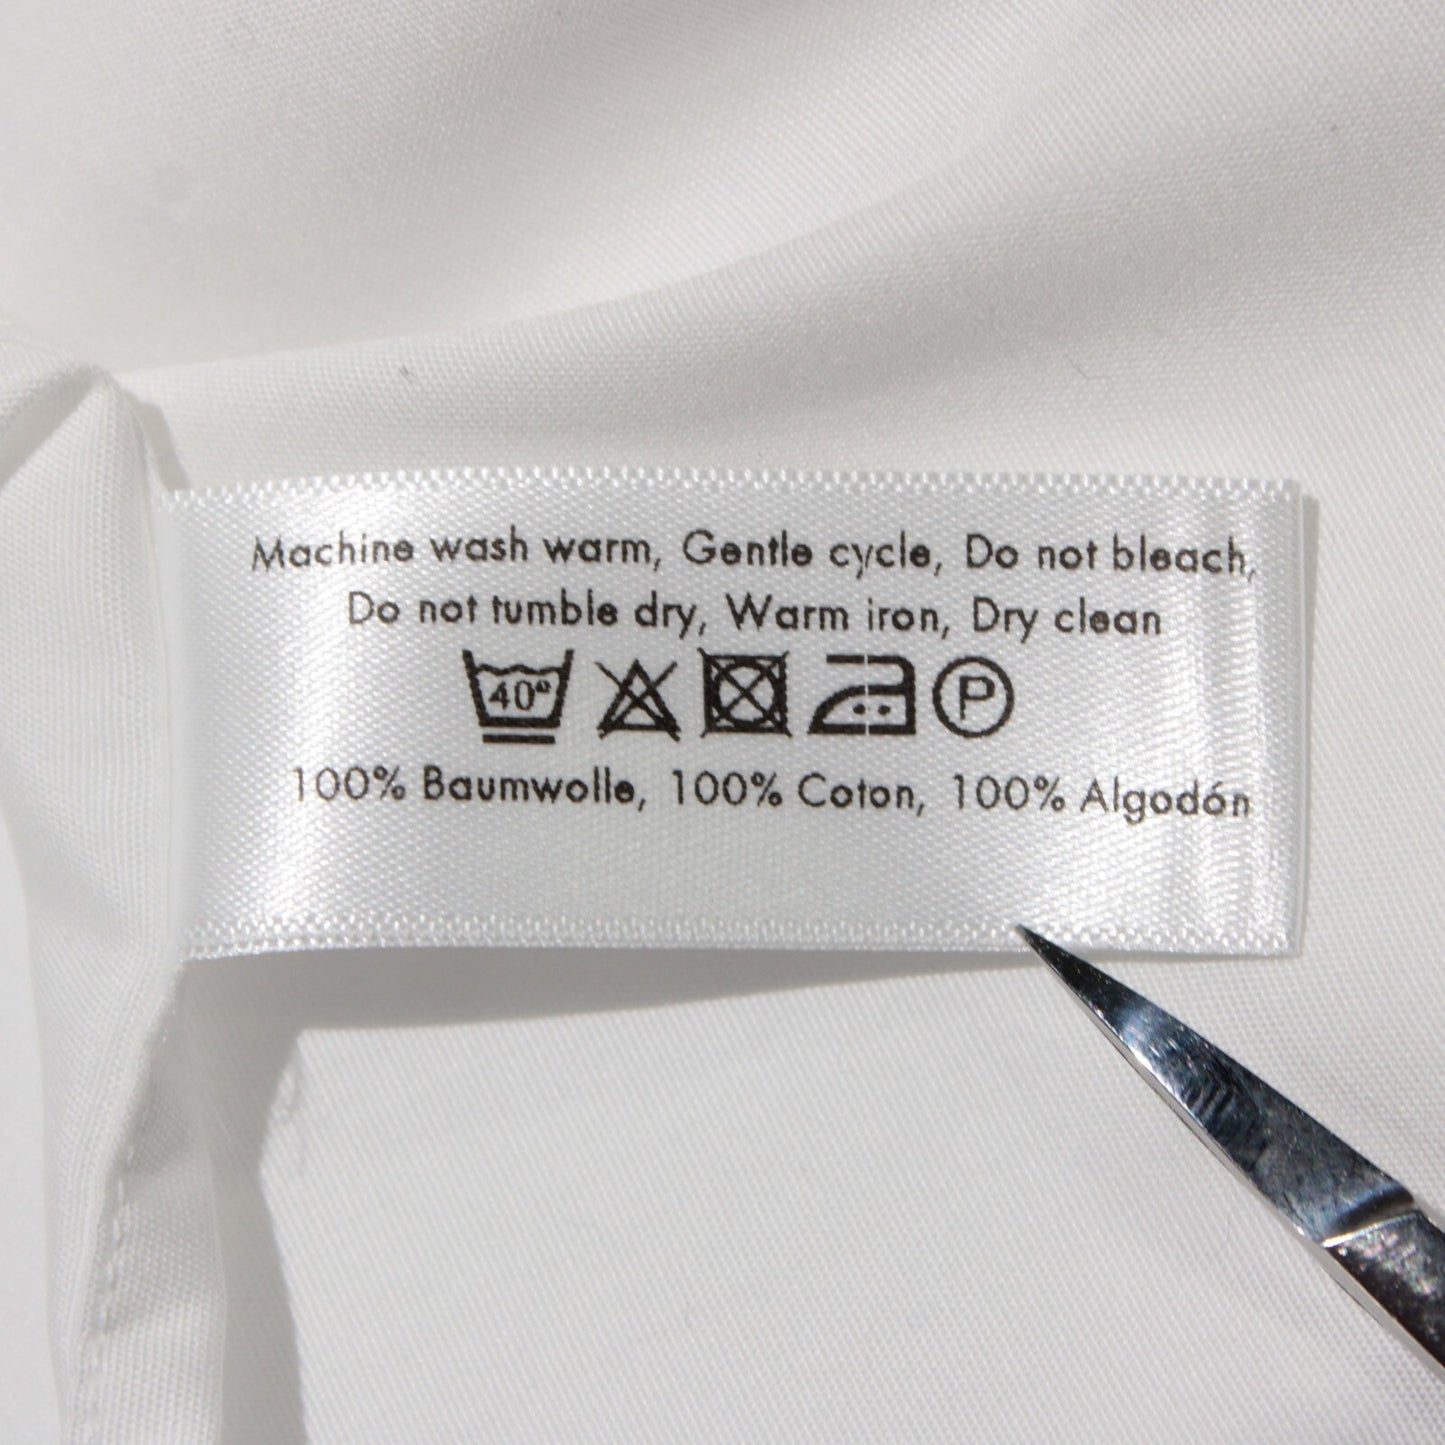 Machine wash warm, Gentle cycle, Do not bleach,
Do not tumble dry, Warm iron, Dry clean
40° P
100% Baumwolle, 100% Coton, 100% Algodón